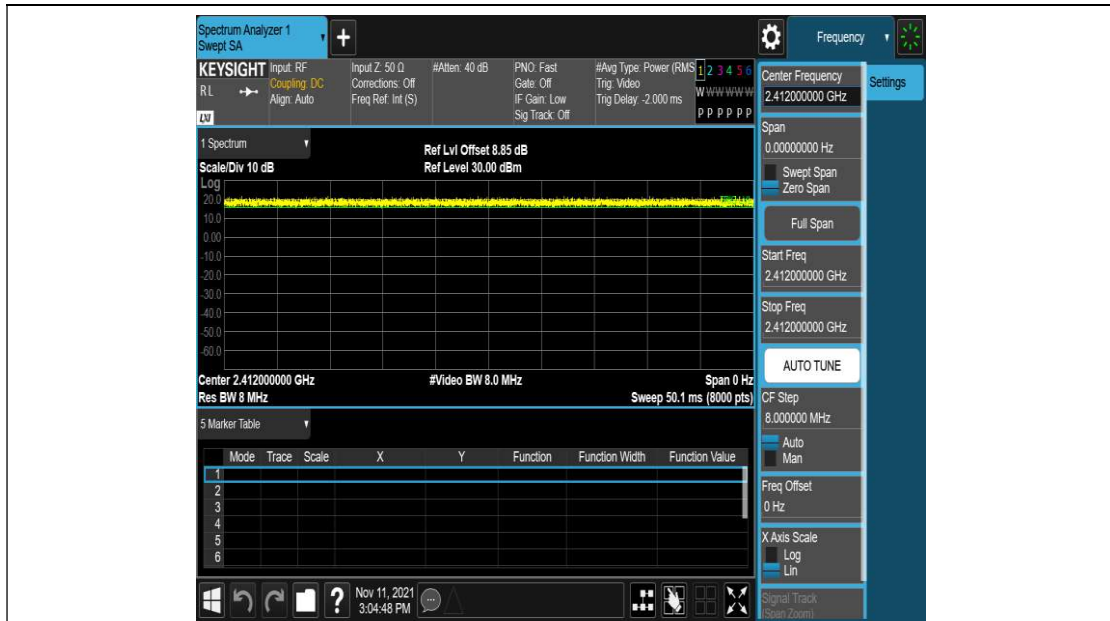 Spectrum Analyzer 1
Swept SA
+
Frequency
KEYSIGHT
RL
LXI
Input: RF
Coupling: DC
Align: Auto
Input Z: 50 Ω
Corrections: Off
Freq Ref: Int (S)
#Atten: 40 dB
PNO: Fast
Gate: Off
IF Gain: Low
Sig Track: Off
#Avg Type: Power (RMS
Trig: Video
Trig Delay: -2.000 ms
1 2 3 4 5 6
W W W W W W
P P P P P P
Center Frequency
2.412000000 GHz
Settings
Span
0.00000000 Hz
Swept Span
Zero Span
Full Span
Start Freq
2.412000000 GHz
Stop Freq
2.412000000 GHz
AUTO TUNE
CF Step
8.000000 MHz
Auto
Man
Freq Offset
0 Hz
X Axis Scale
Log
Lin
Signal Track
(Span Zoom)
1 Spectrum
Scale/Div 10 dB
Ref Lvl Offset 8.85 dB
Ref Level 30.00 dBm
Log
20.0
10.0
0.00
-10.0
-20.0
-30.0
-40.0
-50.0
-60.0
Center 2.412000000 GHz
#Video BW 8.0 MHz
Span 0 Hz
Res BW 8 MHz
Sweep 50.1 ms (8000 pts)
5 Marker Table
Mode Trace Scale X Y Function Function Width Function Value
1
2
3
4
5
6
?
Nov 11, 2021
3:04:48 PM